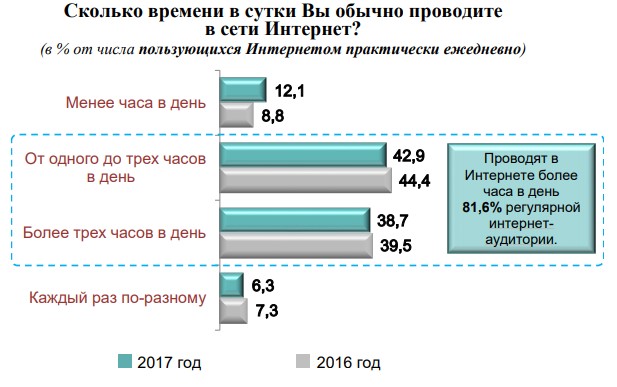 Сколько времени в сутки Вы обычно проводите
в сети Интернет?
(в % от числа пользующихся Интернетом практически ежедневно)
Менее часа в день
12,1
8,8
От одного до трех часов
в день
42,9
44,4
Проводят в
Интернете более
часа в день
81,6% регулярной
интернет-
аудитории.
Более трех часов в день
38,7
39,5
Каждый раз по-разному
6,3
7,3
2017 год
2016 год